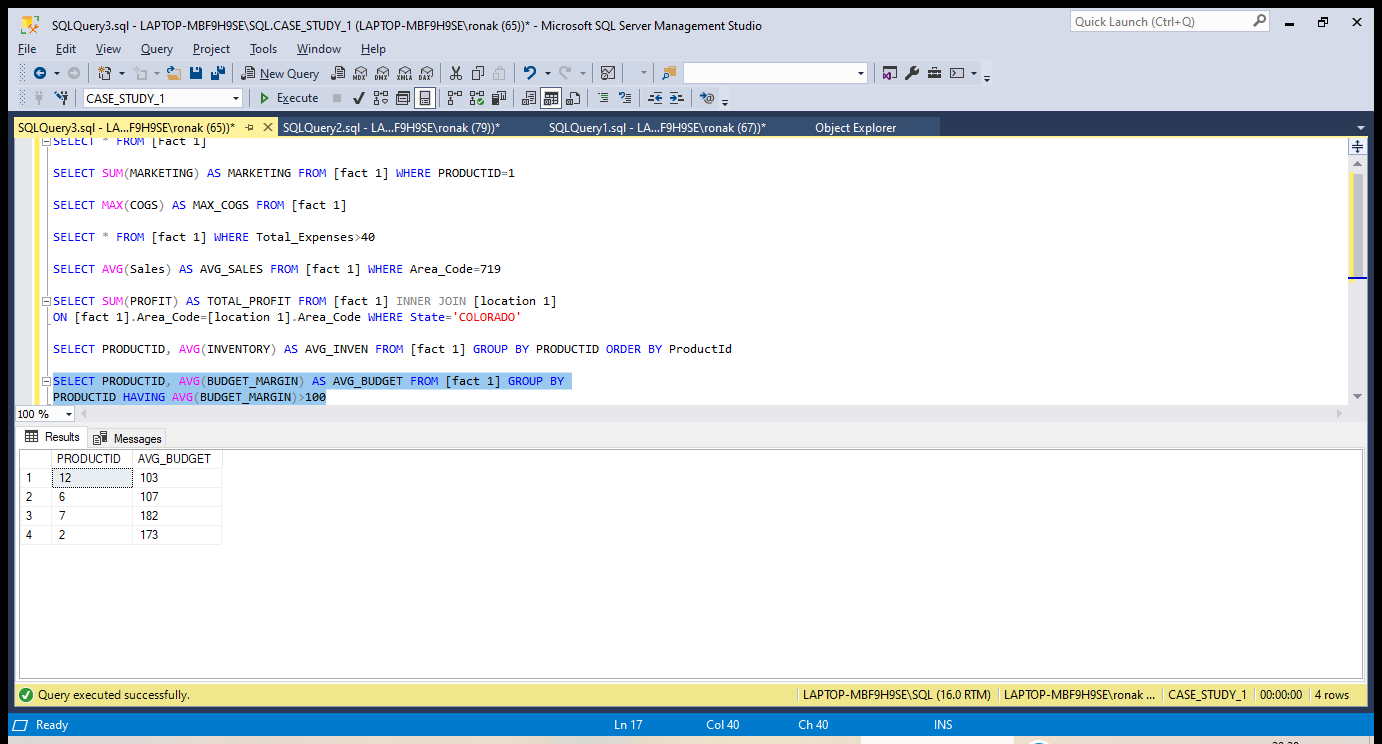 SQLQuery3.sql - LAPTOP-MBF9H9SE\SQL.CASE_STUDY_1 (LAPTOP-MBF9H9SE\ronak (65))* - Microsoft SQL Server Management Studio
Quick Launch (Ctrl+Q)
File Edit View Query Project Tools Window Help
New Query MDX DMX XMLA DAX
CASE_STUDY_1 Execute
SQLQuery3.sql - LA...F9H9SE\ronak (65))* SQLQuery2.sql - LA...F9H9SE\ronak (79))* SQLQuery1.sql - LA...F9H9SE\ronak (67))* Object Explorer
SELECT * FROM [Fact 1]
SELECT SUM(MARKETING) AS MARKETING FROM [fact 1] WHERE PRODUCTID=1
SELECT MAX(COGS) AS MAX_COGS FROM [fact 1]
SELECT * FROM [fact 1] WHERE Total_Expenses>40
SELECT AVG(Sales) AS AVG_SALES FROM [fact 1] WHERE Area_Code=719
SELECT SUM(PROFIT) AS TOTAL_PROFIT FROM [fact 1] INNER JOIN [location 1]
ON [fact 1].Area_Code=[location 1].Area_Code WHERE State='COLORADO'
SELECT PRODUCTID, AVG(INVENTORY) AS AVG_INVEN FROM [fact 1] GROUP BY PRODUCTID ORDER BY ProductId
SELECT PRODUCTID, AVG(BUDGET_MARGIN) AS AVG_BUDGET FROM [fact 1] GROUP BY
PRODUCTID HAVING AVG(BUDGET_MARGIN)>100
100 %
Results Messages
PRODUCTID AVG_BUDGET
1 12 103
2 6 107
3 7 182
4 2 173
Query executed successfully. LAPTOP-MBF9H9SE\SQL (16.0 RTM) LAPTOP-MBF9H9SE\ronak ... CASE_STUDY_1 00:00:00 4 rows
Ready Ln 17 Col 40 Ch 40 INS